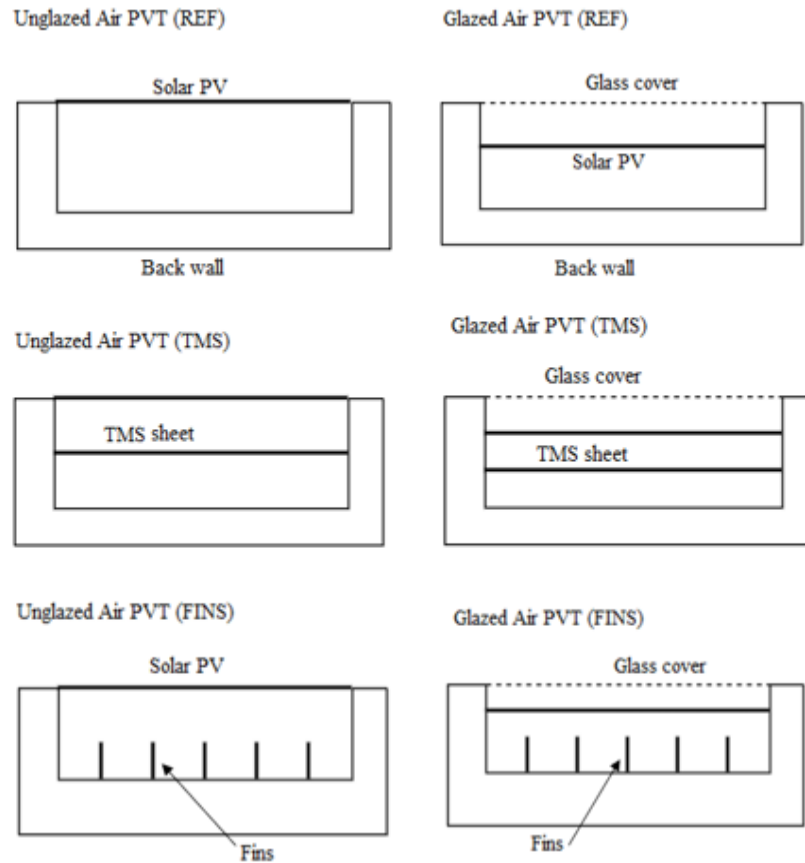 Unglazed Air PVT (REF)
Glazed Air PVT (REF)
Solar PV
Glass cover
Solar PV
Back wall
Back wall
Unglazed Air PVT (TMS)
Glazed Air PVT (TMS)
Glass cover
TMS sheet
TMS sheet
Unglazed Air PVT (FINS)
Glazed Air PVT (FINS)
Solar PV
Glass cover
Fins
Fins